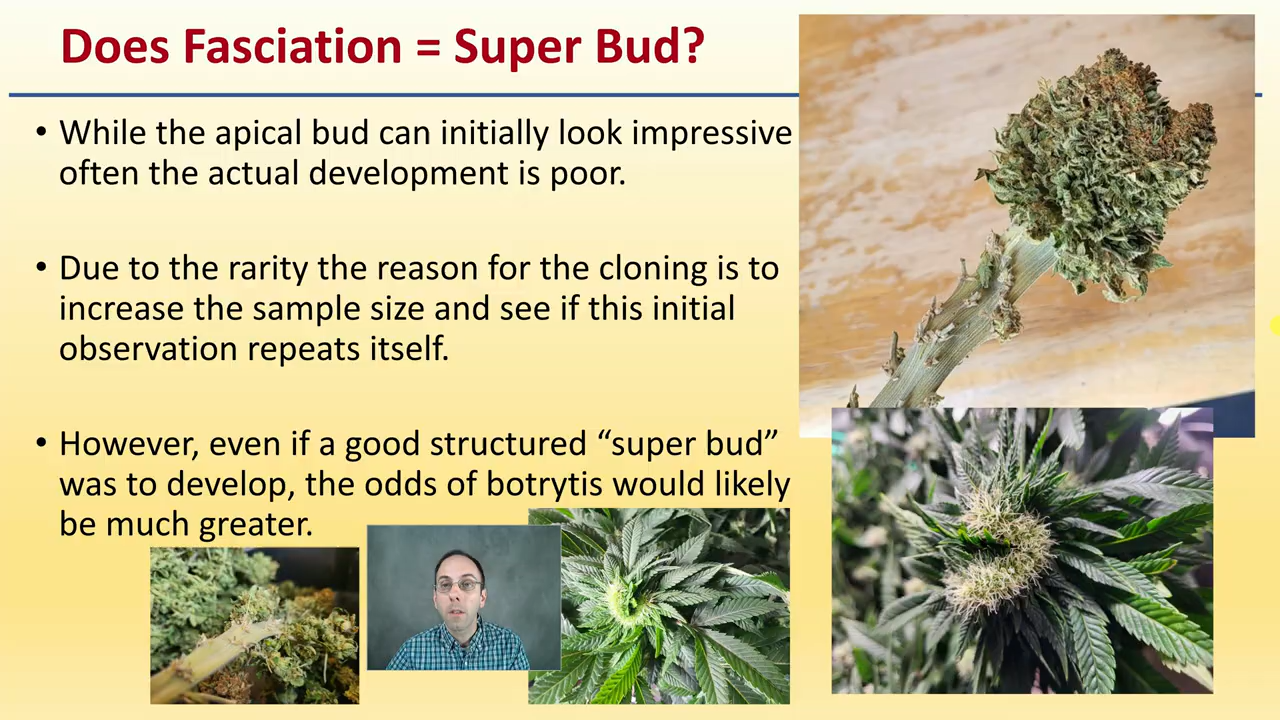 Does Fasciation = Super Bud?
• While the apical bud can initially look impressive
often the actual development is poor.
• Due to the rarity the reason for the cloning is to
increase the sample size and see if this initial
observation repeats itself.
• However, even if a good structured “super bud”
was to develop, the odds of botrytis would likely
be much greater.